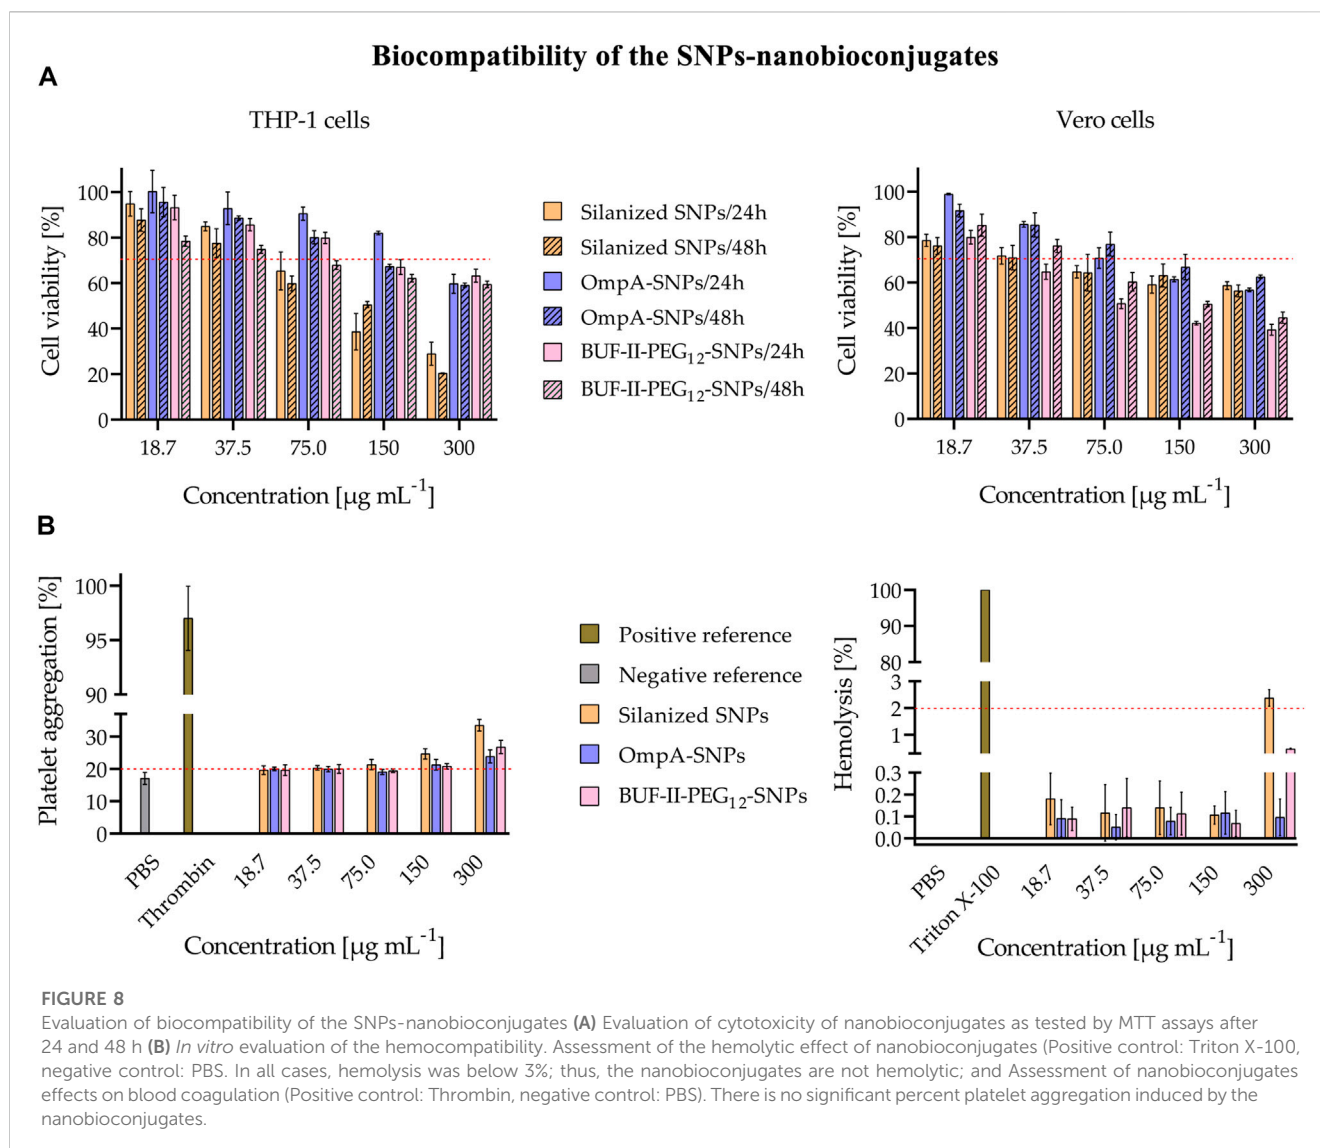 Biocompatibility of the SNPs-nanobioconjugates
A
THP-1 cells
Cell viability [%]
100
80
60
40
20
0
18.7 37.5 75.0 150 300
Concentration [µg mL⁻¹]
Silanized SNPs/24h
Silanized SNPs/48h
OmpA-SNPs/24h
OmpA-SNPs/48h
BUF-II-PEG₁₂-SNPs/24h
BUF-II-PEG₁₂-SNPs/48h
Vero cells
Cell viability [%]
100
80
60
40
20
0
18.7 37.5 75.0 150 300
Concentration [µg mL⁻¹]
B
Platelet aggregation [%]
100
95
90
30
20
10
0
PBS Thrombin 18.7 37.5 75.0 150 300
Concentration [µg mL⁻¹]
Positive reference
Negative reference
Silanized SNPs
OmpA-SNPs
BUF-II-PEG₁₂-SNPs
Hemolysis [%]
100
90
80
3
2
1
0.3
0.2
0.1
0.0
PBS Triton X-100 18.7 37.5 75.0 150 300
Concentration [µg mL⁻¹]
FIGURE 8
Evaluation of biocompatibility of the SNPs-nanobioconjugates (A) Evaluation of cytotoxicity of nanobioconjugates as tested by MTT assays after
24 and 48 h (B) In vitro evaluation of the hemocompatibility. Assessment of the hemolytic effect of nanobioconjugates (Positive control: Triton X-100,
negative control: PBS. In all cases, hemolysis was below 3%; thus, the nanobioconjugates are not hemolytic; and Assessment of nanobioconjugates
effects on blood coagulation (Positive control: Thrombin, negative control: PBS). There is no significant percent platelet aggregation induced by the
nanobioconjugates.